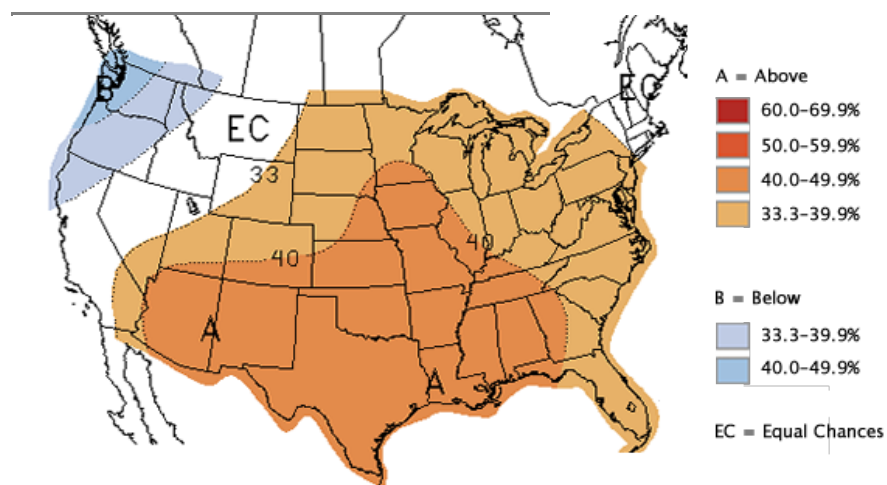 B
EC
EC
33
40
40
A
A
A = Above
60.0-69.9%
50.0-59.9%
40.0-49.9%
33.3-39.9%
B = Below
33.3-39.9%
40.0-49.9%
EC = Equal Chances